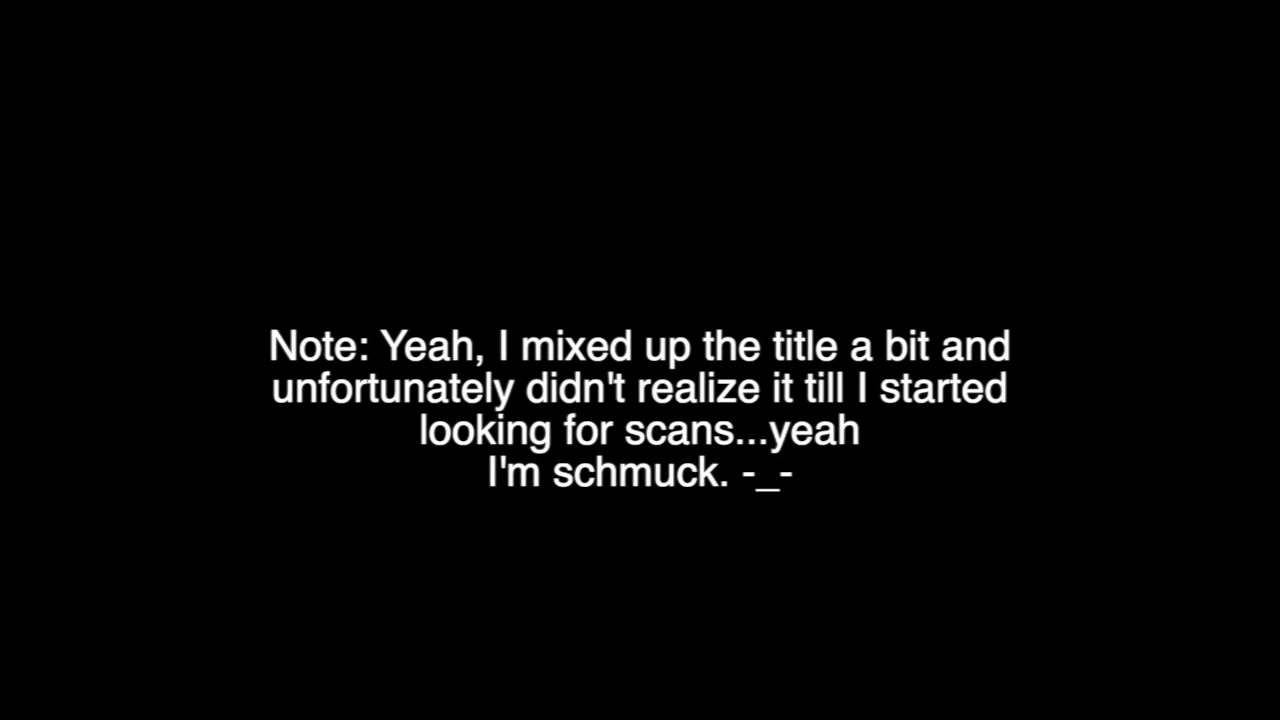 Note: Yeah, I mixed up the title a bit and
unfortunately didn't realize it till I started
looking for scans...yeah
I'm schmuck. -_-